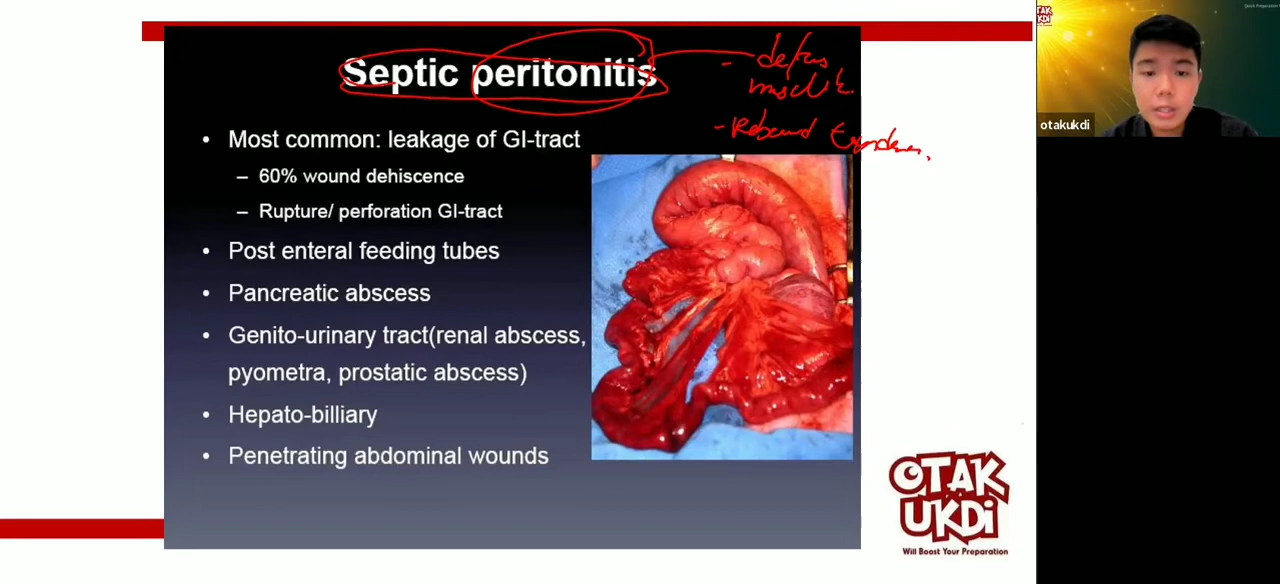 Septic peritonitis
- defans
muscular
- Rebound
• Most common: leakage of GI-tract
– 60% wound dehiscence
– Rupture/ perforation GI-tract
• Post enteral feeding tubes
• Pancreatic abscess
• Genito-urinary tract(renal abscess,
pyometra, prostatic abscess)
• Hepato-billiary
• Penetrating abdominal wounds
OTAK
UKDi
Will Boost Your Preparation
OTAK
UKDi
otakukdi